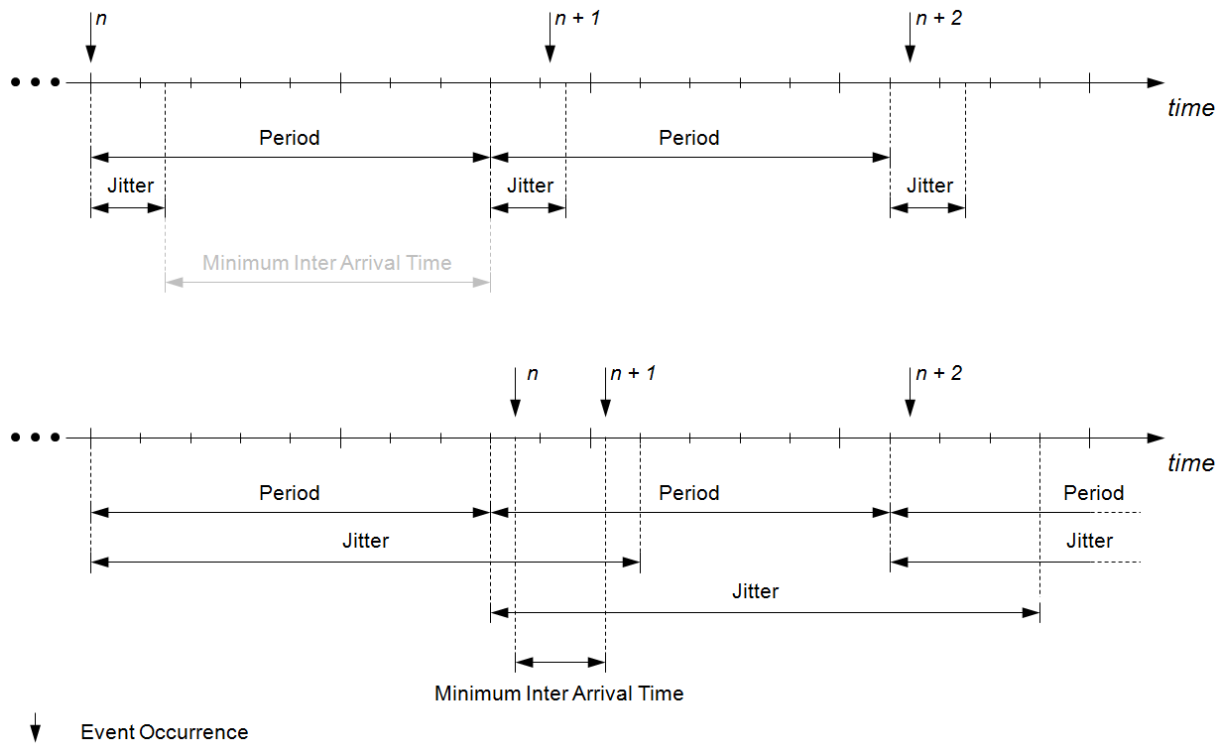 n
n + 1
n + 2
time
Period
Period
Jitter
Jitter
Jitter
Minimum Inter Arrival Time
n
n + 1
n + 2
time
Period
Period
Period
Jitter
Jitter
Jitter
Minimum Inter Arrival Time
Event Occurrence